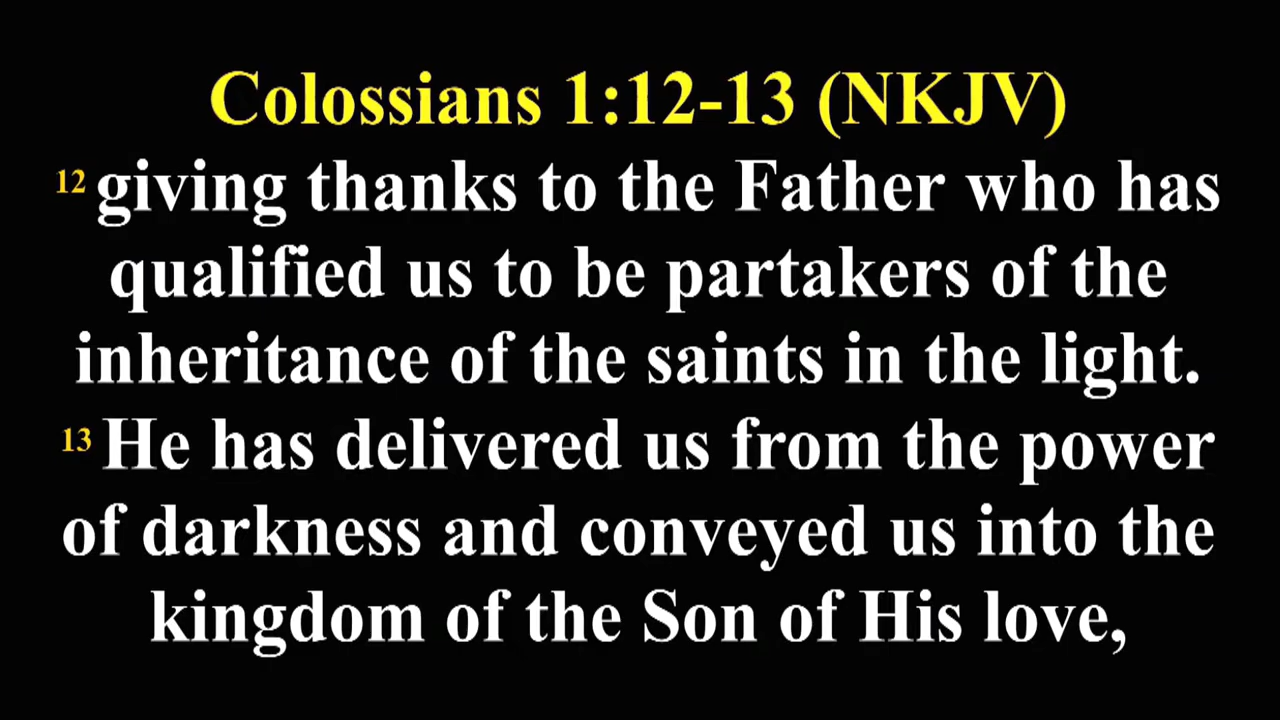 Colossians 1:12-13 (NKJV)
12 giving thanks to the Father who has
qualified us to be partakers of the
inheritance of the saints in the light.
13 He has delivered us from the power
of darkness and conveyed us into the
kingdom of the Son of His love,